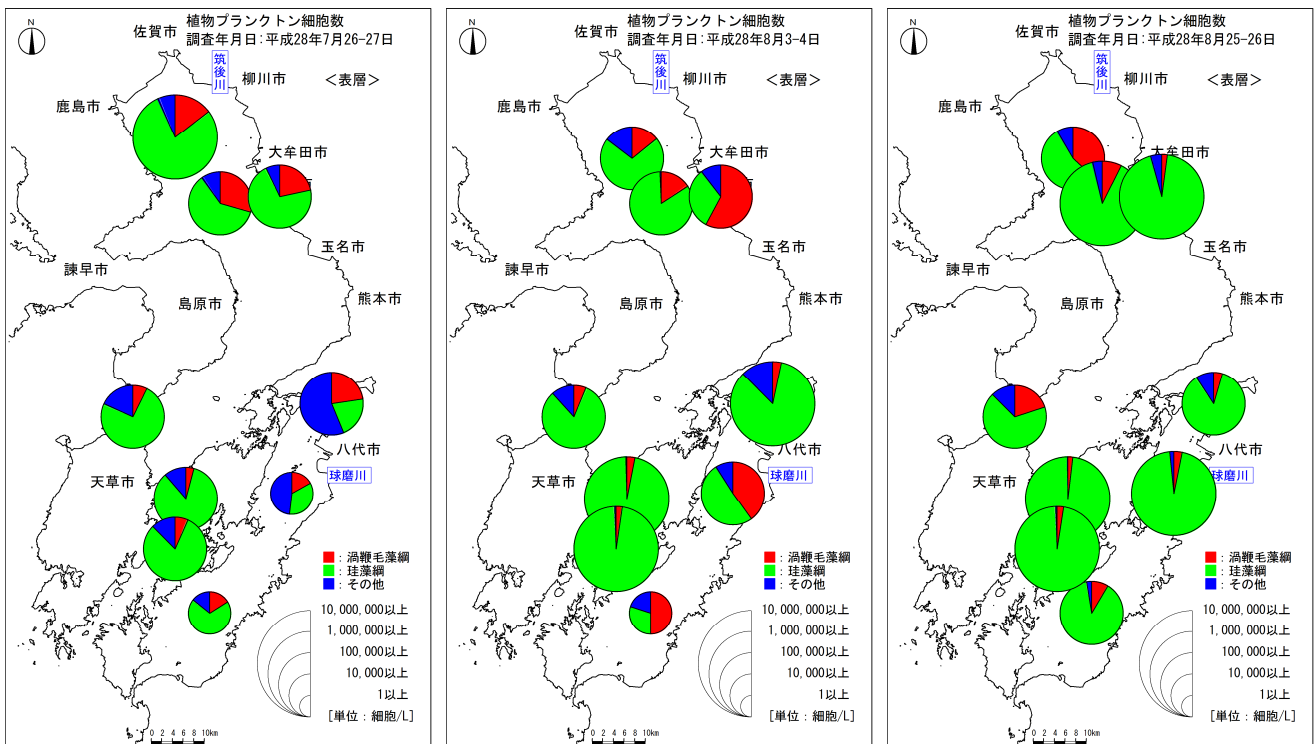 植物プランクトン細胞数
調査年月日：平成28年7月26-27日
＜表層＞
N
佐賀市
筑後川
柳川市
鹿島市
大牟田市
玉名市
諫早市
島原市
熊本市
八代市
球磨川
天草市
：渦鞭毛藻綱
：珪藻綱
：その他
10,000,000以上
1,000,000以上
100,000以上
10,000以上
1以上
[単位：細胞/L]
0 2 4 6 8 10km
植物プランクトン細胞数
調査年月日：平成28年8月3-4日
＜表層＞
N
佐賀市
筑後川
柳川市
鹿島市
大牟田市
玉名市
諫早市
島原市
熊本市
八代市
球磨川
天草市
：渦鞭毛藻綱
：珪藻綱
：その他
10,000,000以上
1,000,000以上
100,000以上
10,000以上
1以上
[単位：細胞/L]
0 2 4 6 8 10km
植物プランクトン細胞数
調査年月日：平成28年8月25-26日
＜表層＞
N
佐賀市
筑後川
柳川市
鹿島市
大牟田市
玉名市
諫早市
島原市
熊本市
八代市
球磨川
天草市
：渦鞭毛藻綱
：珪藻綱
：その他
10,000,000以上
1,000,000以上
100,000以上
10,000以上
1以上
[単位：細胞/L]
0 2 4 6 8 10km